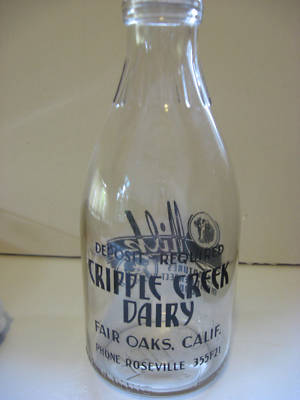 DEPOSIT REQUIRED
CRIPPLE CREEK
DAIRY
FAIR OAKS, CALIF.
PHONE ROSEVILLE 355F21